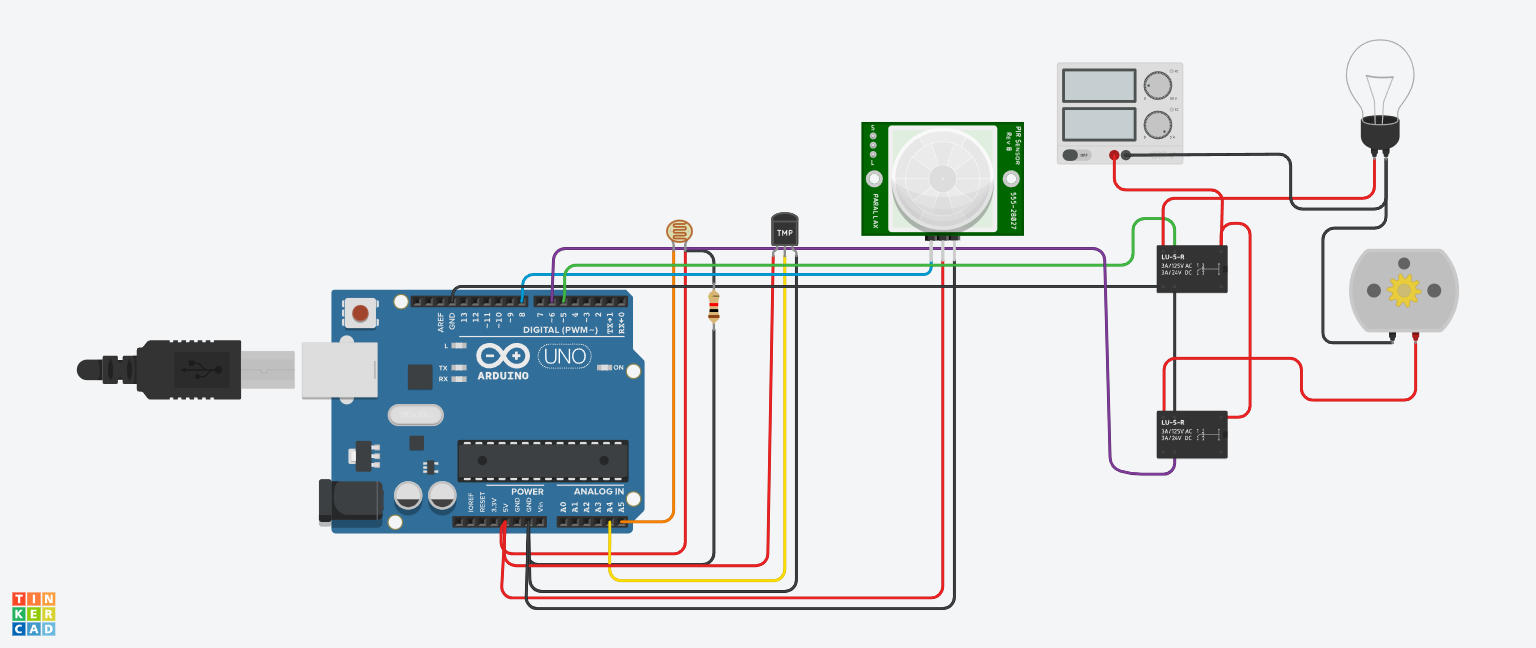 PIR SENSOR
Rev B
S
L
PARALLAX
555-28027
OFF
TMP
LU-5-R
3A/125V AC
3A/24V DC
LU-5-R
3A/125V AC
3A/24V DC
AREF
GND
13
12
~11
~10
~9
8
7
~6
~5
4
~3
2
TX→1
RX←0
DIGITAL (PWM~)
L
TX
RX
ARDUINO
UNO
ON
POWER
ANALOG IN
IOREF
RESET
3.3V
5V
GND
GND
Vin
A0
A1
A2
A3
A4
A5
TIN
KER
CAD